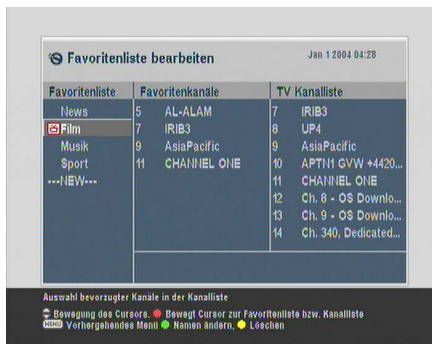 Favoritenliste bearbeiten
Jan 1 2004 04:28
Favoritenliste Favoritenkanäle TV Kanalliste
News 5 AL-ALAM 7 IRIB3
Film 7 IRIB3 8 UP4
Musik 9 AsiaPacific 9 AsiaPacific
Sport 11 CHANNEL ONE 10 APTN1 GVW +4420...
---NEW--- 11 CHANNEL ONE
12 Ch. 8 - OS Downlo...
13 Ch. 9 - OS Downlo...
14 Ch. 340, Dedicated...
Auswahl bevorzugter Kanäle in der Kanalliste
Bewegung des Cursors, Bewegt Cursor zur Favoritenliste bzw. Kanalliste
MENU Vorhergehendes Menü Namen ändern, Löschen